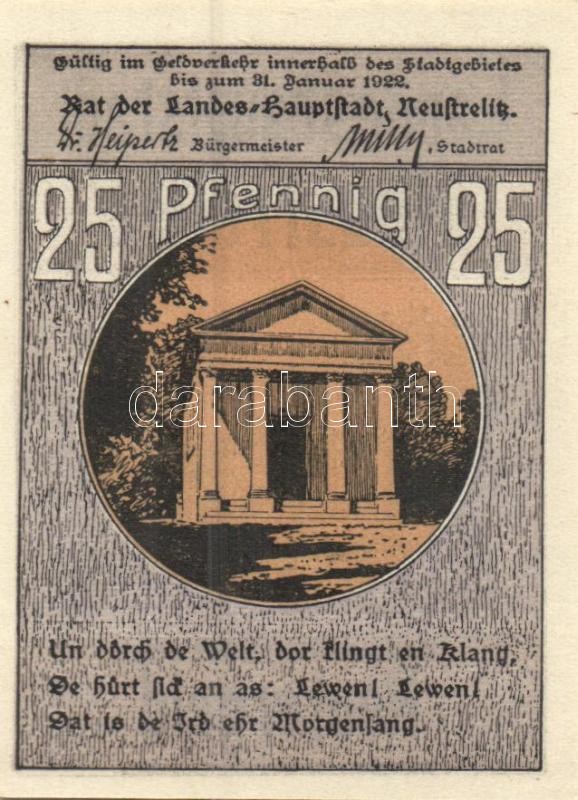 Gültig im Geldverkehr innerhalb des Stadtgebietes
bis zum 31. Januar 1922.
Rat der Landes-Hauptstadt, Neustrelitz.
Dr. Heipertz Bürgermeister , Stadtrat
25 Pfennig 25
darabanth
Un dörch de Welt, dor klingt en Klang,
De hürt sick an as: Lewen! Lewen!
Dat is de Ird ehr Morgensang.